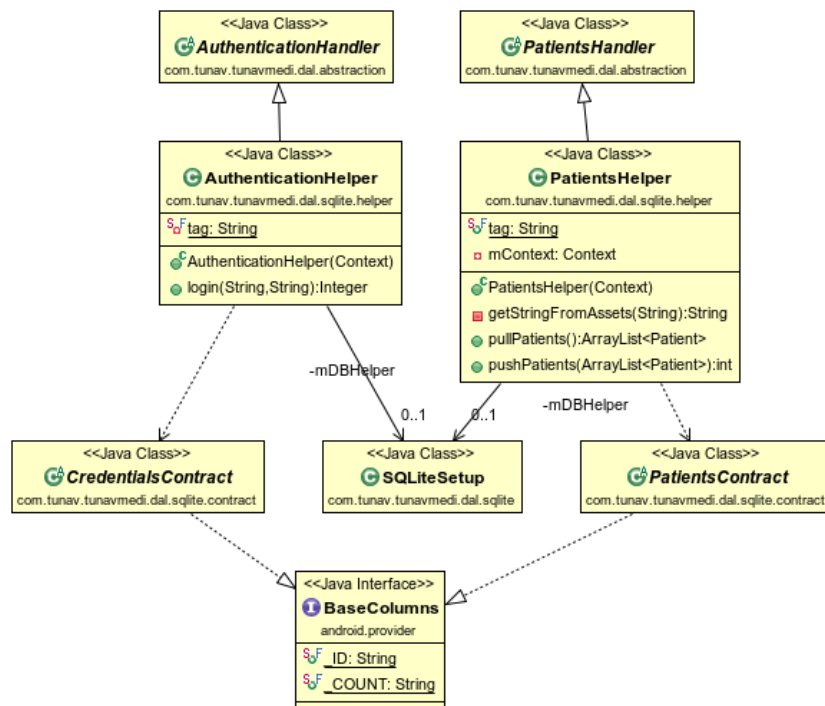 <<Java Class>>
AuthenticationHandler
com.tunav.tunavmedi.dal.abstraction
<<Java Class>>
PatientsHandler
com.tunav.tunavmedi.dal.abstraction
<<Java Class>>
AuthenticationHelper
com.tunav.tunavmedi.dal.sqlite.helper
tag: String
AuthenticationHelper(Context)
login(String,String):Integer
<<Java Class>>
PatientsHelper
com.tunav.tunavmedi.dal.sqlite.helper
tag: String
mContext: Context
PatientsHelper(Context)
getStringFromAssets(String):String
pullPatients():ArrayList<Patient>
pushPatients(ArrayList<Patient>):int
-mDBHelper
0..1
0..1
-mDBHelper
<<Java Class>>
CredentialsContract
com.tunav.tunavmedi.dal.sqlite.contract
<<Java Class>>
SQLiteSetup
com.tunav.tunavmedi.dal.sqlite
<<Java Class>>
PatientsContract
com.tunav.tunavmedi.dal.sqlite.contract
<<Java Interface>>
BaseColumns
android.provider
_ID: String
_COUNT: String